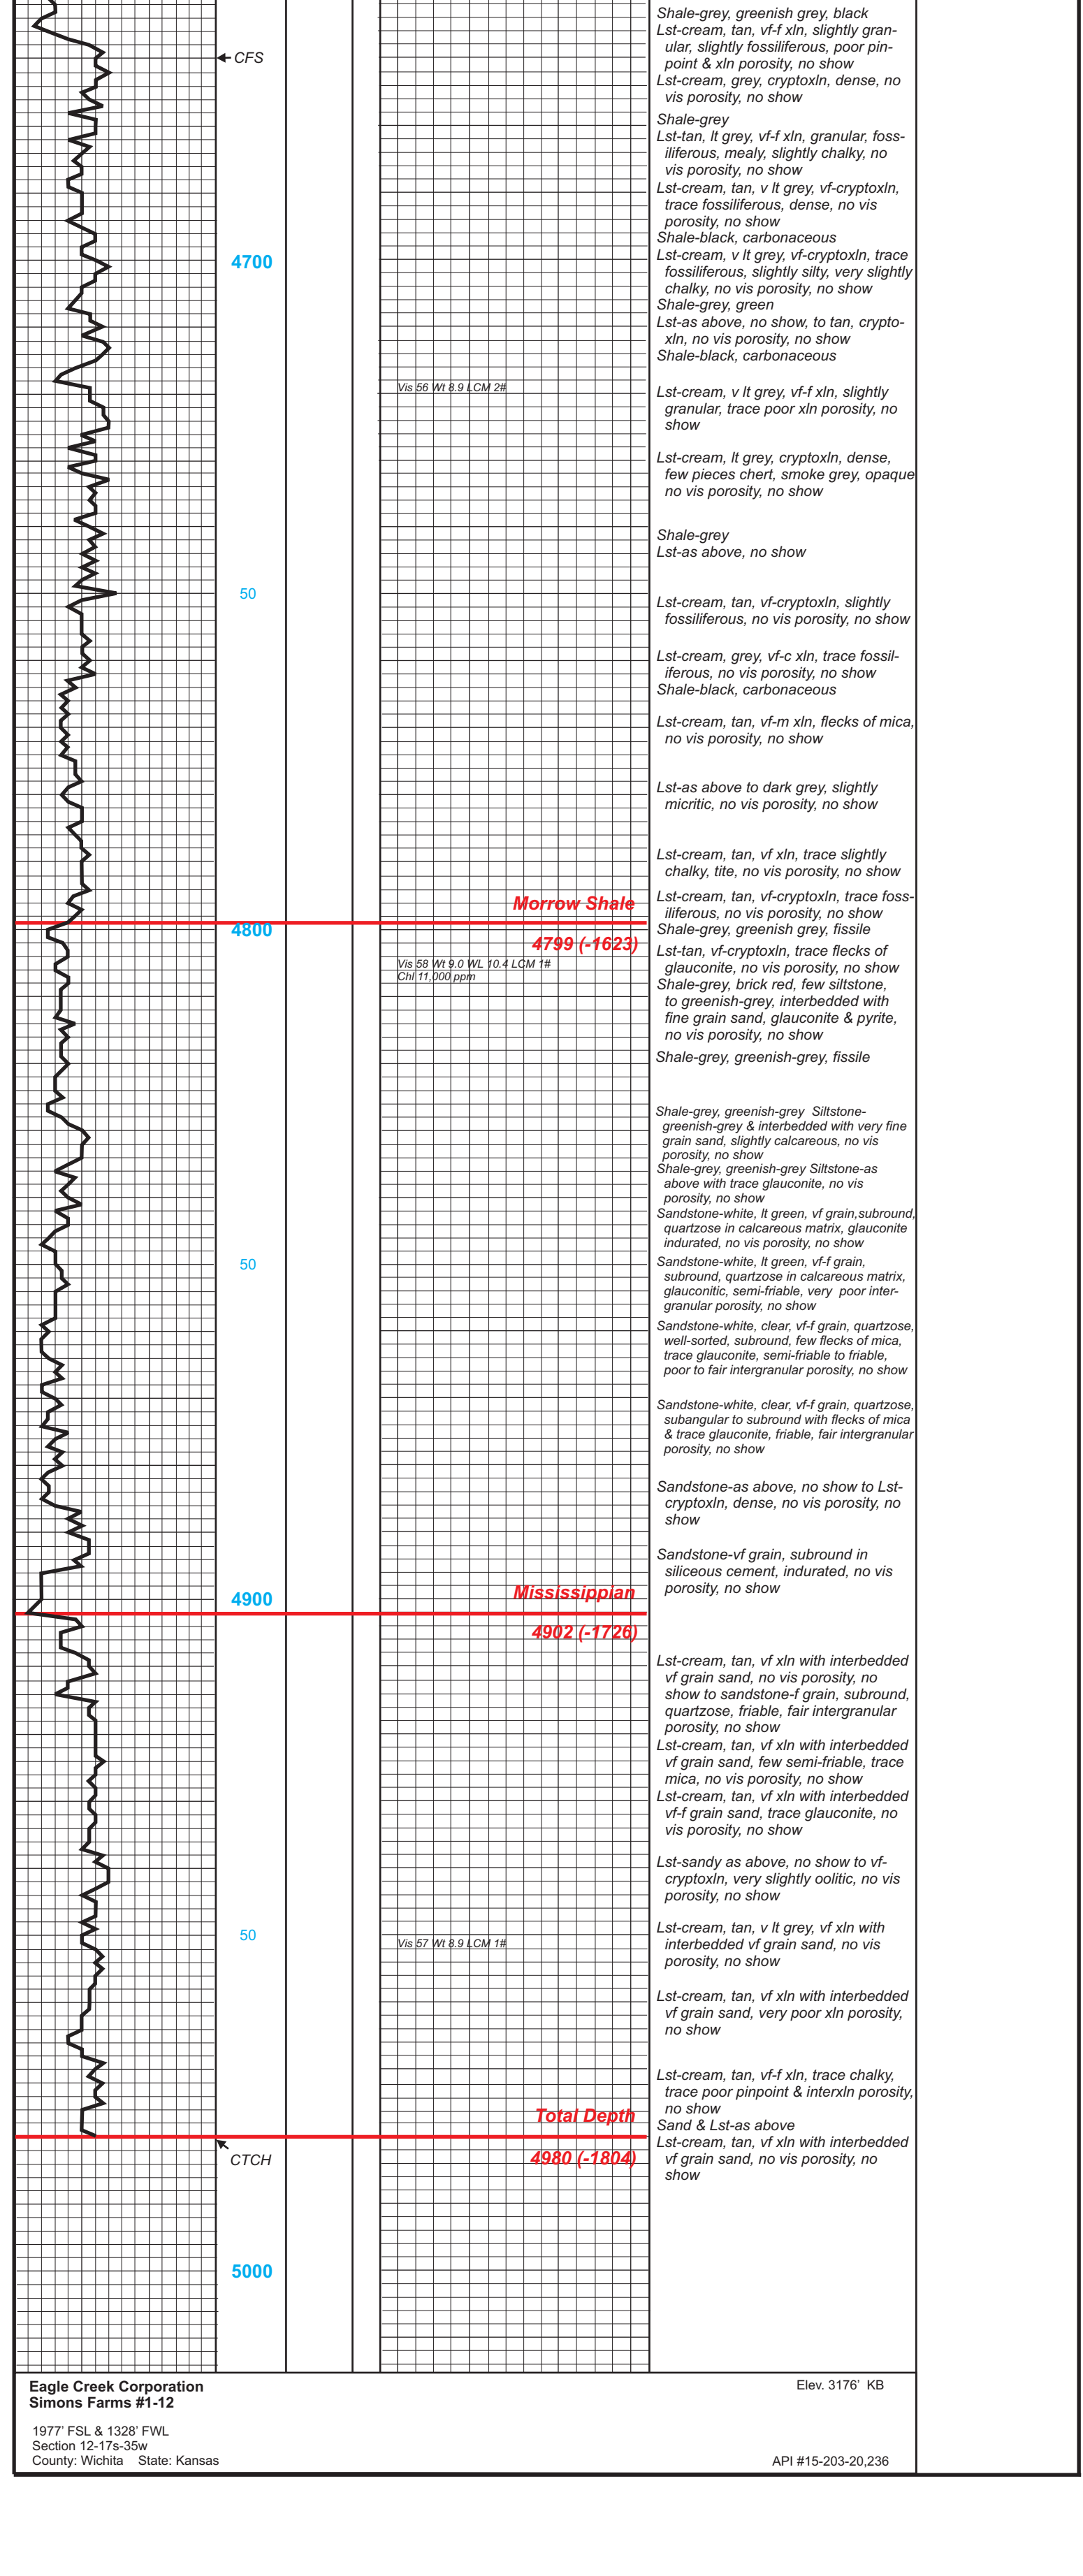 CFS
4700
50
4800
50
4900
50
CTCH
5000
Vis 56 Wt 8.9 LCM 2#
Morrow Shale
4799 (-1623)
Vis 58 Wt 9.0 WL 10.4 LCM 1#
Chl 11,000 ppm
Mississippian
4902 (-1726)
Vis 57 Wt 8.9 LCM 1#
Total Depth
4980 (-1804)
Shale-grey, greenish grey, black
Lst-cream, tan, vf-f xln, slightly gran-
ular, slightly fossiliferous, poor pin-
point & xln porosity, no show
Lst-cream, grey, cryptoxln, dense, no
vis porosity, no show
Shale-grey
Lst-tan, lt grey, vf-f xln, granular, foss-
iliferous, mealy, slightly chalky, no
vis porosity, no show
Lst-cream, tan, v lt grey, vf-cryptoxln,
trace fossiliferous, dense, no vis
porosity, no show
Shale-black, carbonaceous
Lst-cream, v lt grey, vf-cryptoxln, trace
fossiliferous, slightly silty, very slightly
chalky, no vis porosity, no show
Shale-grey, green
Lst-as above, no show, to tan, crypto-
xln, no vis porosity, no show
Shale-black, carbonaceous
Lst-cream, v lt grey, vf-f xln, slightly
granular, trace poor xln porosity, no
show
Lst-cream, lt grey, cryptoxln, dense,
few pieces chert, smoke grey, opaque
no vis porosity, no show
Shale-grey
Lst-as above, no show
Lst-cream, tan, vf-cryptoxln, slightly
fossiliferous, no vis porosity, no show
Lst-cream, grey, vf-c xln, trace fossil-
iferous, no vis porosity, no show
Shale-black, carbonaceous
Lst-cream, tan, vf-m xln, flecks of mica,
no vis porosity, no show
Lst-as above to dark grey, slightly
micritic, no vis porosity, no show
Lst-cream, tan, vf xln, trace slightly
chalky, tite, no vis porosity, no show
Lst-cream, tan, vf-cryptoxln, trace foss-
iliferous, no vis porosity, no show
Shale-grey, greenish grey, fissile
Lst-tan, vf-cryptoxln, trace flecks of
glauconite, no vis porosity, no show
Shale-grey, brick red, few siltstone,
to greenish-grey, interbedded with
fine grain sand, glauconite & pyrite,
no vis porosity, no show
Shale-grey, greenish-grey, fissile
Shale-grey, greenish-grey Siltstone-
greenish-grey & interbedded with very fine
grain sand, slightly calcareous, no vis
porosity, no show
Shale-grey, greenish-grey Siltstone-as
above with trace glauconite, no vis
porosity, no show
Sandstone-white, lt green, vf grain,subround,
quartzose in calcareous matrix, glauconite
indurated, no vis porosity, no show
Sandstone-white, lt green, vf-f grain,
subround, quartzose in calcareous matrix,
glauconitic, semi-friable, very poor inter-
granular porosity, no show
Sandstone-white, clear, vf-f grain, quartzose,
well-sorted, subround, few flecks of mica,
trace glauconite, semi-friable to friable,
poor to fair intergranular porosity, no show
Sandstone-white, clear, vf-f grain, quartzose,
subangular to subround with flecks of mica
& trace glauconite, friable, fair intergranular
porosity, no show
Sandstone-as above, no show to Lst-
cryptoxln, dense, no vis porosity, no
show
Sandstone-vf grain, subround in
siliceous cement, indurated, no vis
porosity, no show
Lst-cream, tan, vf xln with interbedded
vf grain sand, no vis porosity, no
show to sandstone-f grain, subround,
quartzose, friable, fair intergranular
porosity, no show
Lst-cream, tan, vf xln with interbedded
vf grain sand, few semi-friable, trace
mica, no vis porosity, no show
Lst-cream, tan, vf xln with interbedded
vf-f grain sand, trace glauconite, no
vis porosity, no show
Lst-sandy as above, no show to vf-
cryptoxln, very slightly oolitic, no vis
porosity, no show
Lst-cream, tan, v lt grey, vf xln with
interbedded vf grain sand, no vis
porosity, no show
Lst-cream, tan, vf xln with interbedded
vf grain sand, very poor xln porosity,
no show
Lst-cream, tan, vf-f xln, trace chalky,
trace poor pinpoint & interxln porosity,
no show
Sand & Lst-as above
Lst-cream, tan, vf xln with interbedded
vf grain sand, no vis porosity, no
show
Eagle Creek Corporation
Simons Farms #1-12
1977' FSL & 1328' FWL
Section 12-17s-35w
County: Wichita State: Kansas
Elev. 3176' KB
API #15-203-20,236